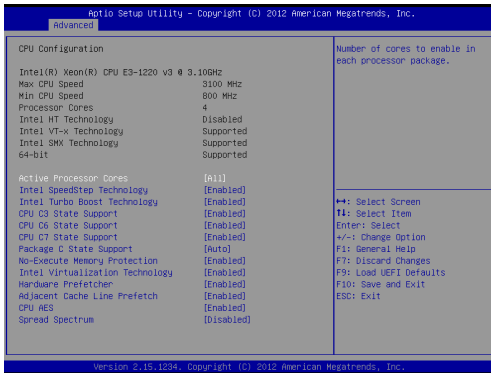 Aptio Setup Utility – Copyright (C) 2012 American Megatrends, Inc.
Advanced
CPU Configuration
Intel(R) Xeon(R) CPU E3-1220 v3 @ 3.10GHz
Max CPU Speed 3100 MHz
Min CPU Speed 800 MHz
Processor Cores 4
Intel HT Technology Disabled
Intel VT-x Technology Supported
Intel SMX Technology Supported
64-bit Supported
Active Processor Cores [All]
Intel SpeedStep Technology [Enabled]
Intel Turbo Boost Technology [Enabled]
CPU C3 State Support [Enabled]
CPU C6 State Support [Enabled]
CPU C7 State Support [Enabled]
Package C State Support [Auto]
No-Execute Memory Protection [Enabled]
Intel Virtualization Technology [Enabled]
Hardware Prefetcher [Enabled]
Adjacent Cache Line Prefetch [Enabled]
CPU AES [Enabled]
Spread Spectrum [Disabled]
Number of cores to enable in
each processor package.
↔: Select Screen
↑↓: Select Item
Enter: Select
+/-: Change Option
F1: General Help
F7: Discard Changes
F9: Load UEFI Defaults
F10: Save and Exit
ESC: Exit
Version 2.15.1234. Copyright (C) 2012 American Megatrends, Inc.